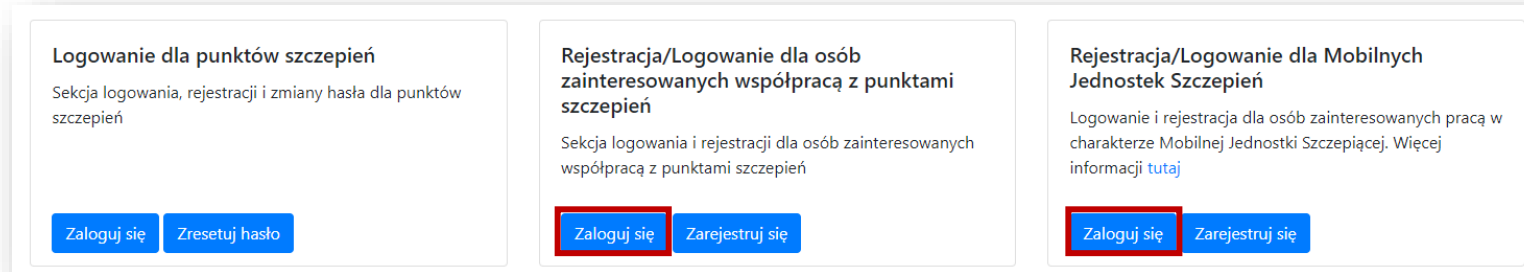 Logowanie dla punktów szczepień
Sekcja logowania, rejestracji i zmiany hasła dla punktów
szczepień
Zaloguj się
Zresetuj hasło
Rejestracja/Logowanie dla osób
zainteresowanych współpracą z punktami
szczepień
Sekcja logowania i rejestracji dla osób zainteresowanych
współpracą z punktami szczepień
Zaloguj się
Zarejestruj się
Rejestracja/Logowanie dla Mobilnych
Jednostek Szczepień
Logowanie i rejestracja dla osób zainteresowanych pracą w
charakterze Mobilnej Jednostki Szczepiącej. Więcej
informacji tutaj
Zaloguj się
Zarejestruj się